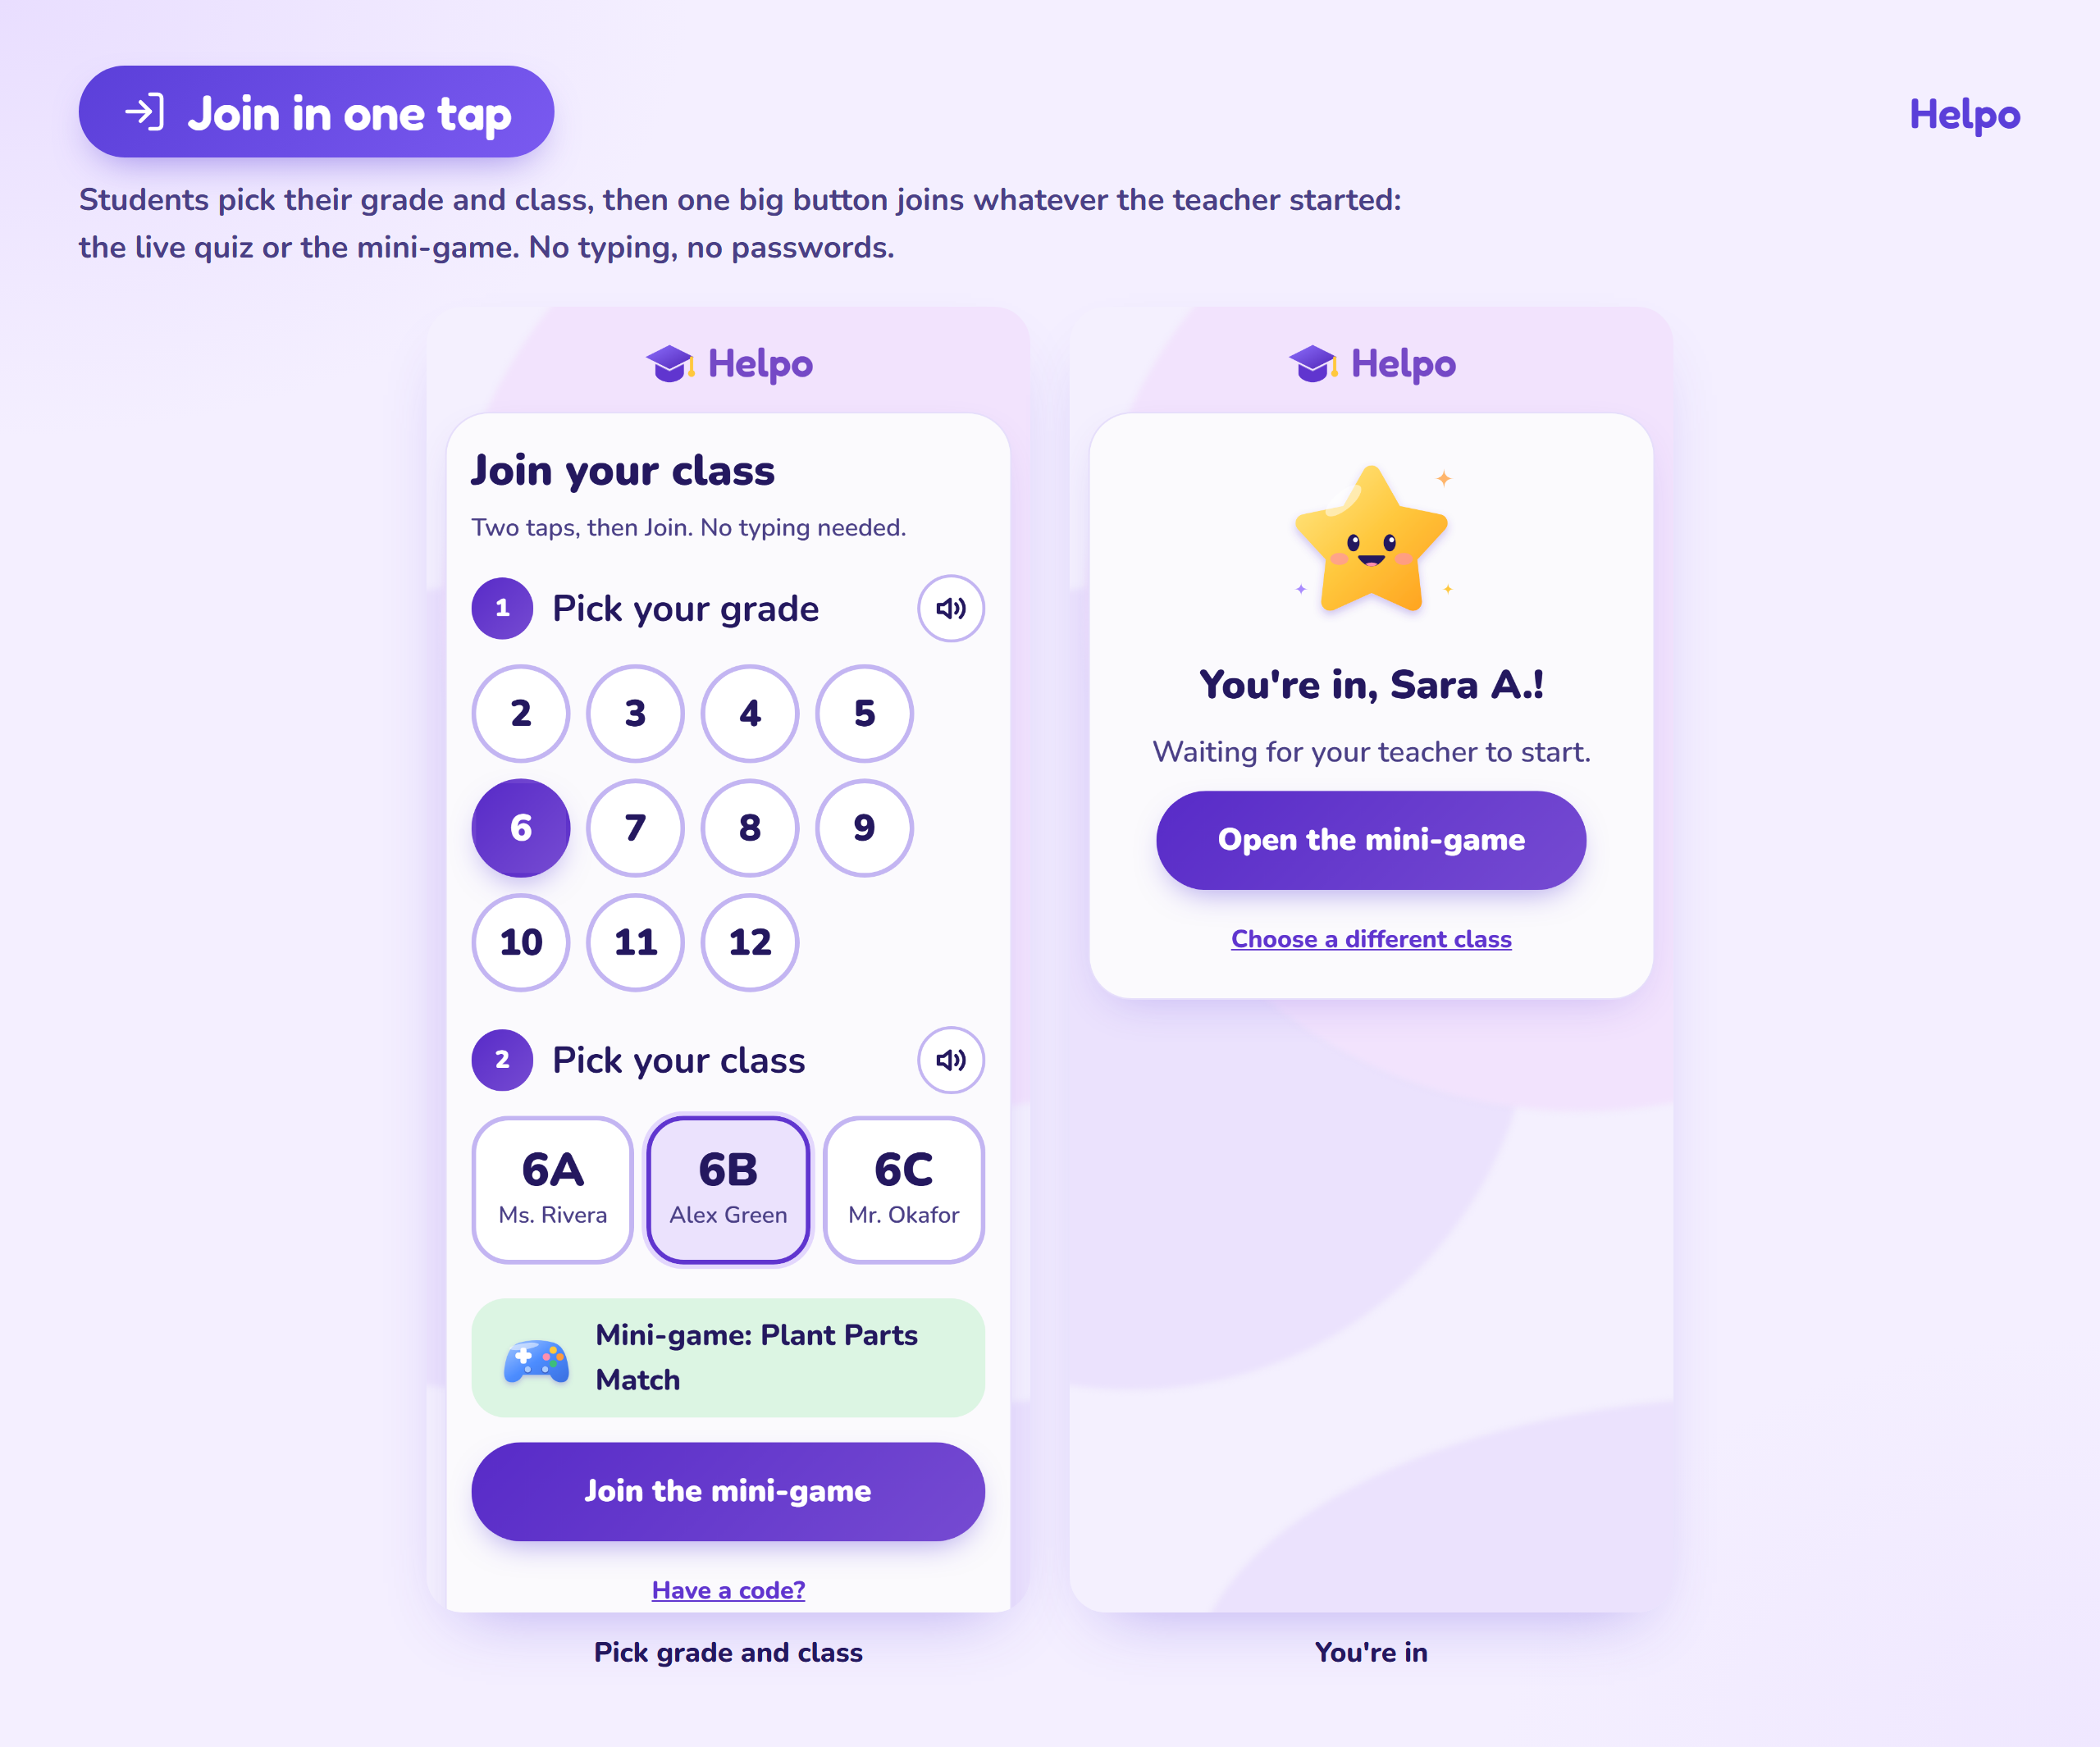 Join in one tap
Helpo
Students pick their grade and class, then one big button joins whatever the teacher started:
the live quiz or the mini-game. No typing, no passwords.
Helpo
Join your class
Two taps, then Join. No typing needed.
1 Pick your grade
2 3 4 5
6 7 8 9
10 11 12
2 Pick your class
6A 6B 6C
Ms. Rivera Alex Green Mr. Okafor
Mini-game: Plant Parts
Match
Join the mini-game
Have a code?
Pick grade and class
Helpo
You're in, Sara A.!
Waiting for your teacher to start.
Open the mini-game
Choose a different class
You're in